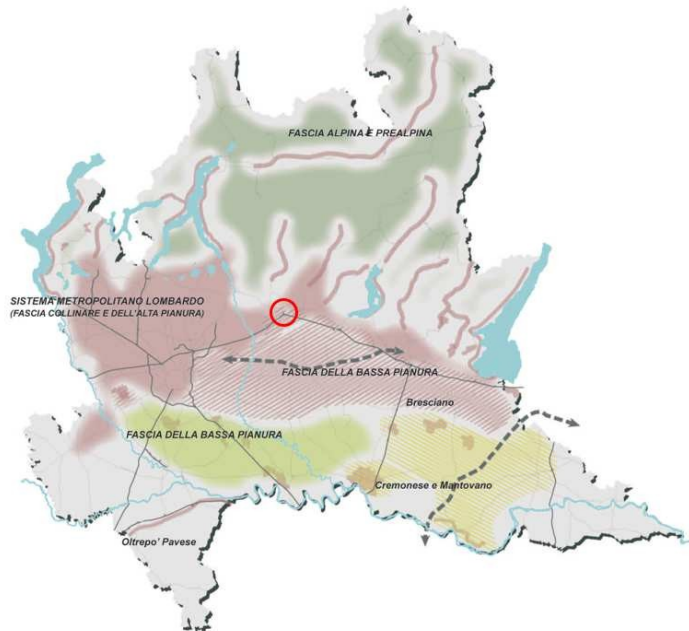 FASCIA ALPINA E PREALPINA
SISTEMA METROPOLITANO LOMBARDO
(FASCIA COLLINARE E DELL'ALTA PIANURA)
FASCIA DELLA BASSA PIANURA
Bresciano
FASCIA DELLA BASSA PIANURA
Cremonese e Mantovano
Oltrepo' Pavese